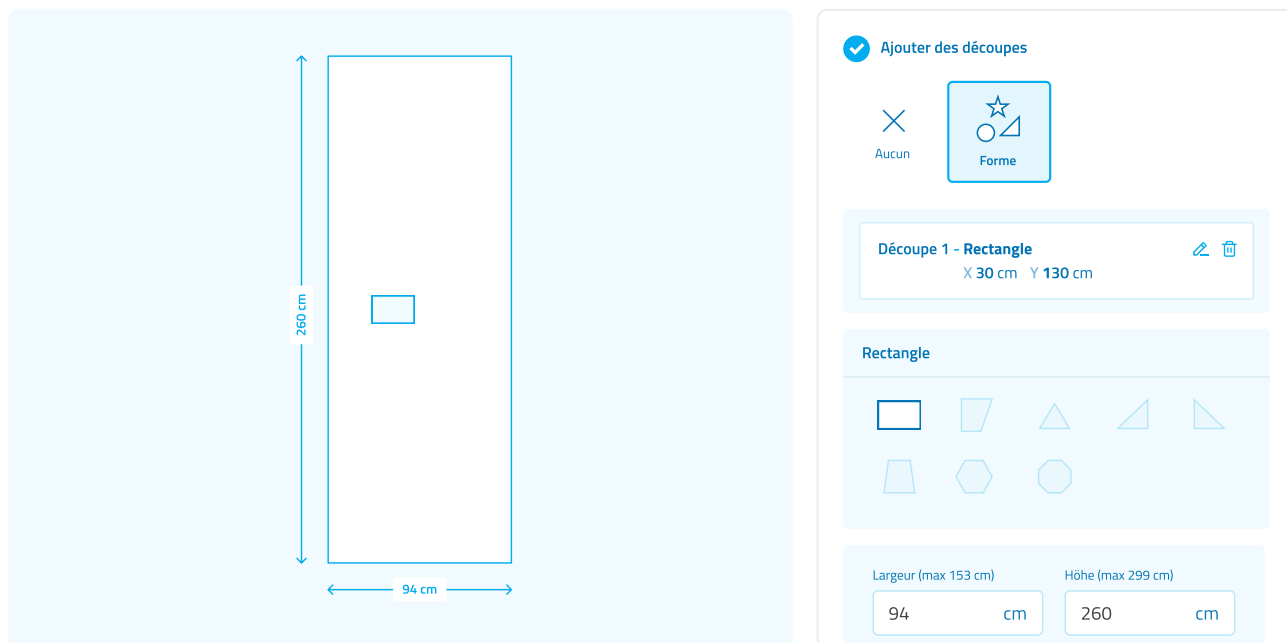 260 cm
94 cm
Ajouter des découpes
Aucun
Forme
Découpe 1 - Rectangle
X 30 cm Y 130 cm
Rectangle
Largeur (max 153 cm)
Höhe (max 299 cm)
94 cm
260 cm